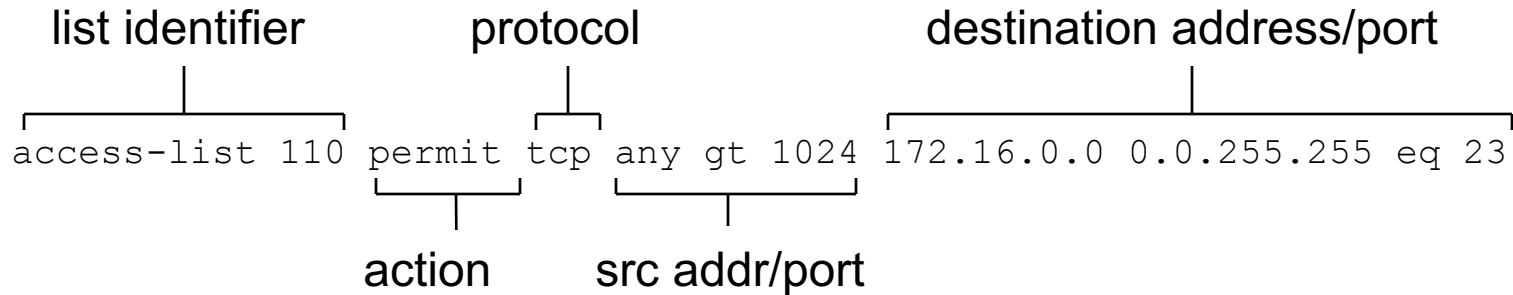 list identifier protocol destination address/port
access-list 110 permit tcp any gt 1024 172.16.0.0 0.0.255.255 eq 23
action src addr/port